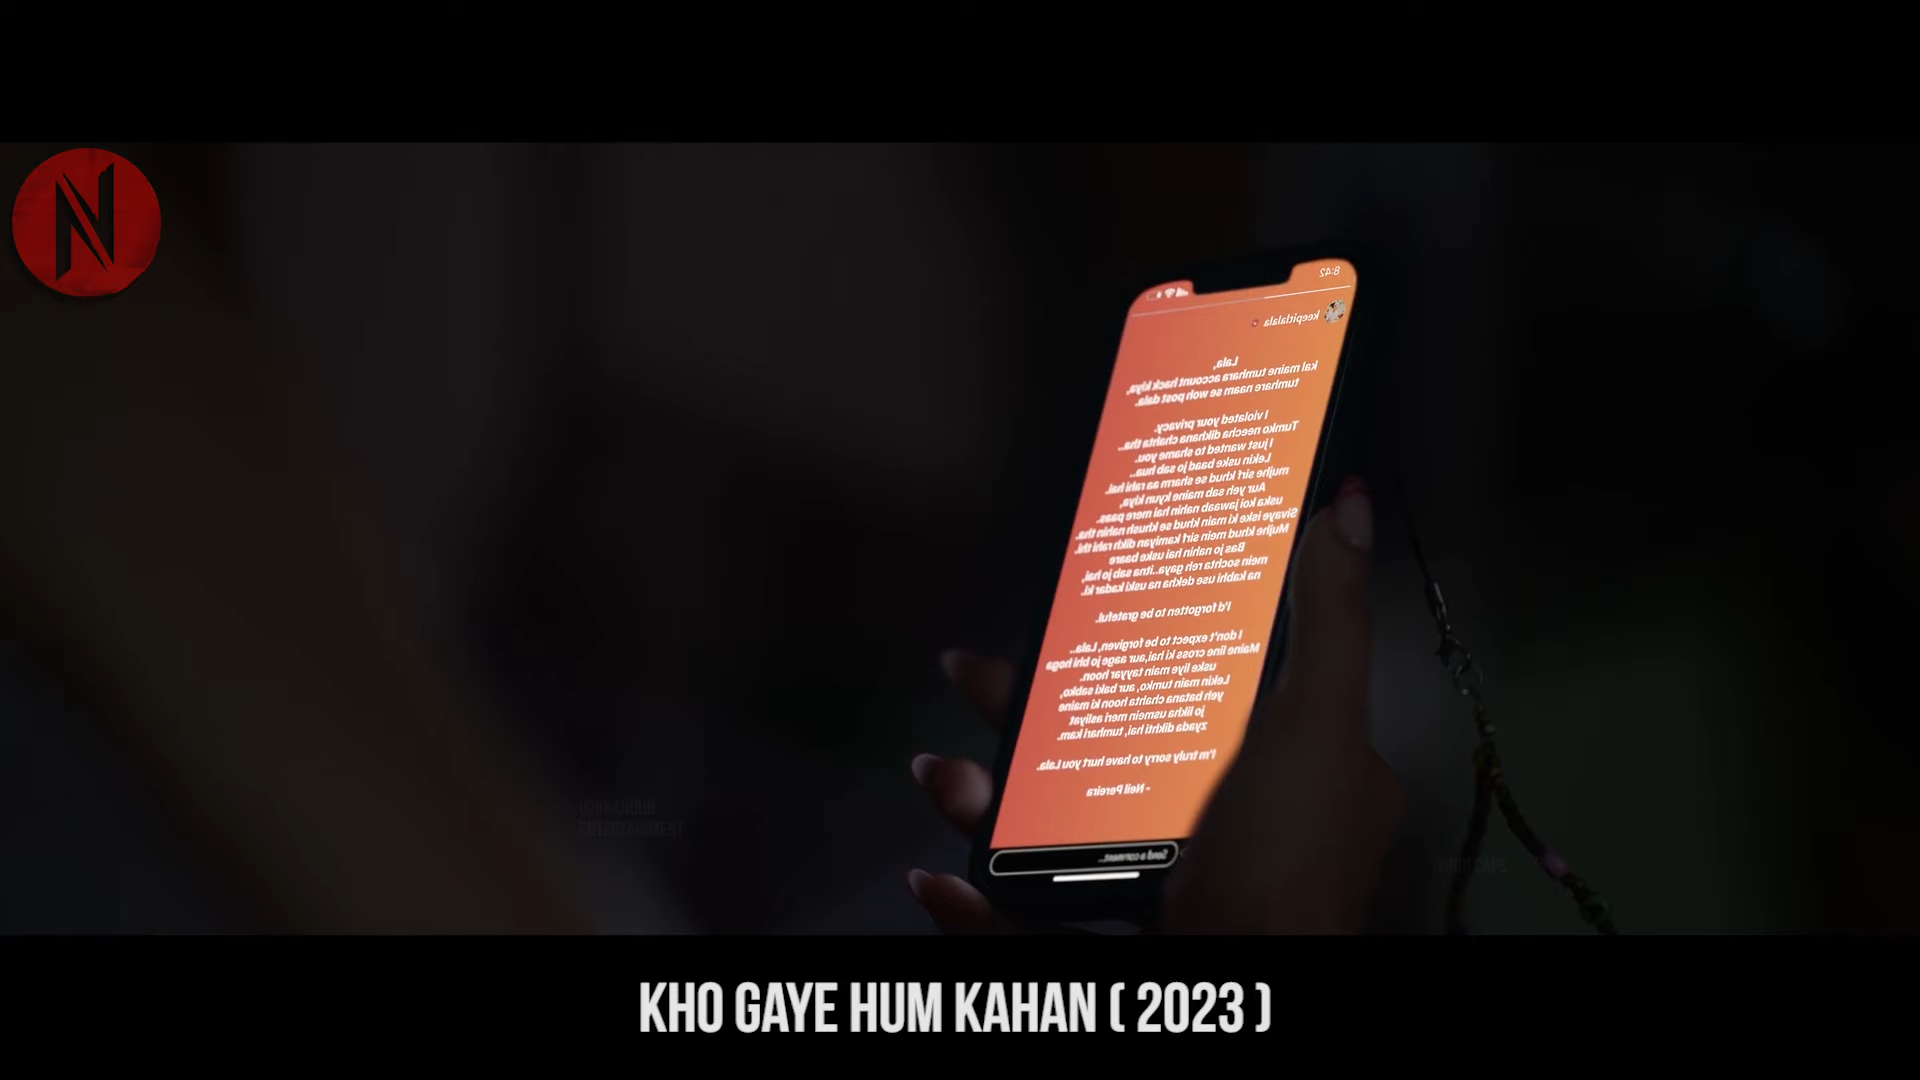 N
8:42
keepitlalala
Lala,
kal maine tumhara account hack kiya,
tumhare naam se woh post dala.
I violated your privacy.
Tumko neecha dikhana chahta tha..
I just wanted to shame you.
Lekin uske baad jo sab hua..
mujhe sirf khud se sharm aa rahi hai.
Aur yeh sab maine kyun kiya,
uska koi jawaab nahin hai mere paas.
Sivaye iske ki main khud se khush nahin tha.
Mujhe khud mein sirf kamiyan dikh rahi thi.
Bas jo nahin hai uske baare
mein sochta reh gaya..itna sab jo hai,
na kabhi use dekha na uski kadar ki.
I'd forgotten to be grateful.
I don't expect to be forgiven, Lala..
Maine line cross ki hai,aur aage jo bhi hoga
uske liye main tayyar hoon.
Lekin main tumko, aur baki sabko,
yeh batana chahta hoon ki maine
jo likha usmein meri asliyat
zyada dikhti hai, tumhari kam.
I'm truly sorry to have hurt you Lala.
- Neil Pereira
Send a comment...
KHO GAYE HUM KAHAN ( 2023 )